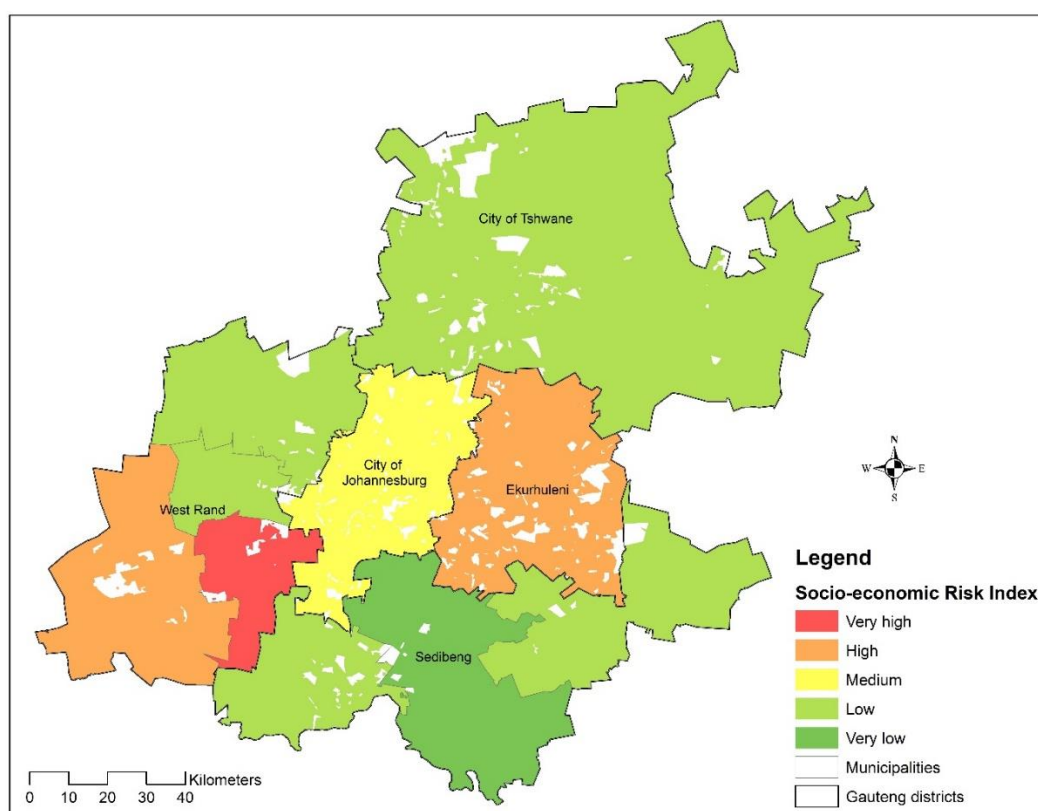 City of Tshwane
City of
Johannesburg
Ekurhuleni
West Rand
Sedibeng
N
W E
S
Legend
Socio-economic Risk Index
Very high
High
Medium
Low
Very low
Municipalities
Gauteng districts
Kilometers
0 10 20 30 40